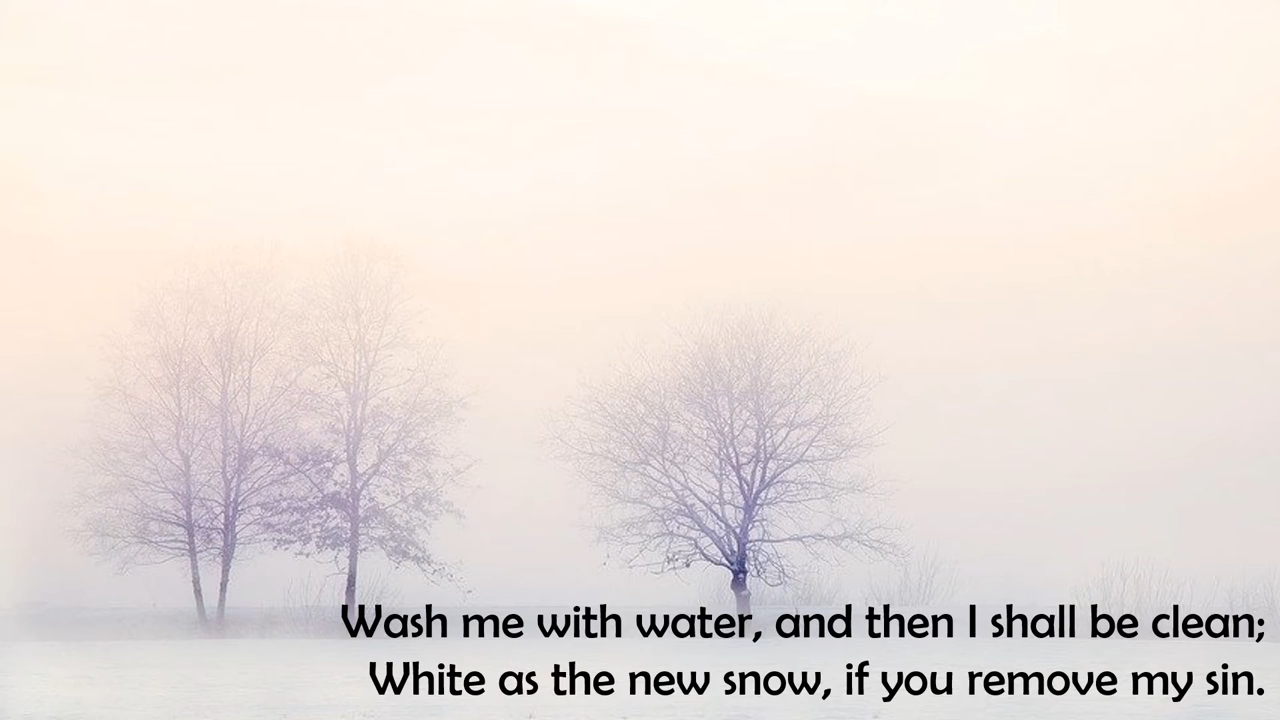 Wash me with water, and then I shall be clean;
White as the new snow, if you remove my sin.